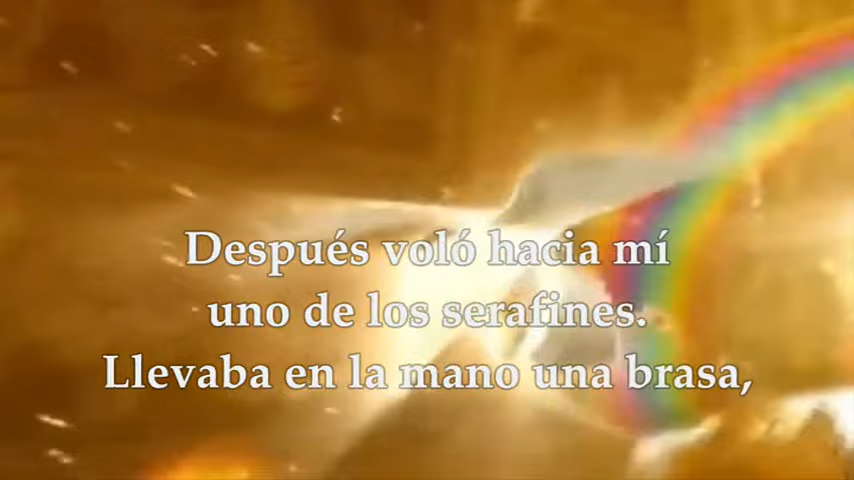 Después voló hacia mí
uno de los serafines.
Llevaba en la mano una brasa,